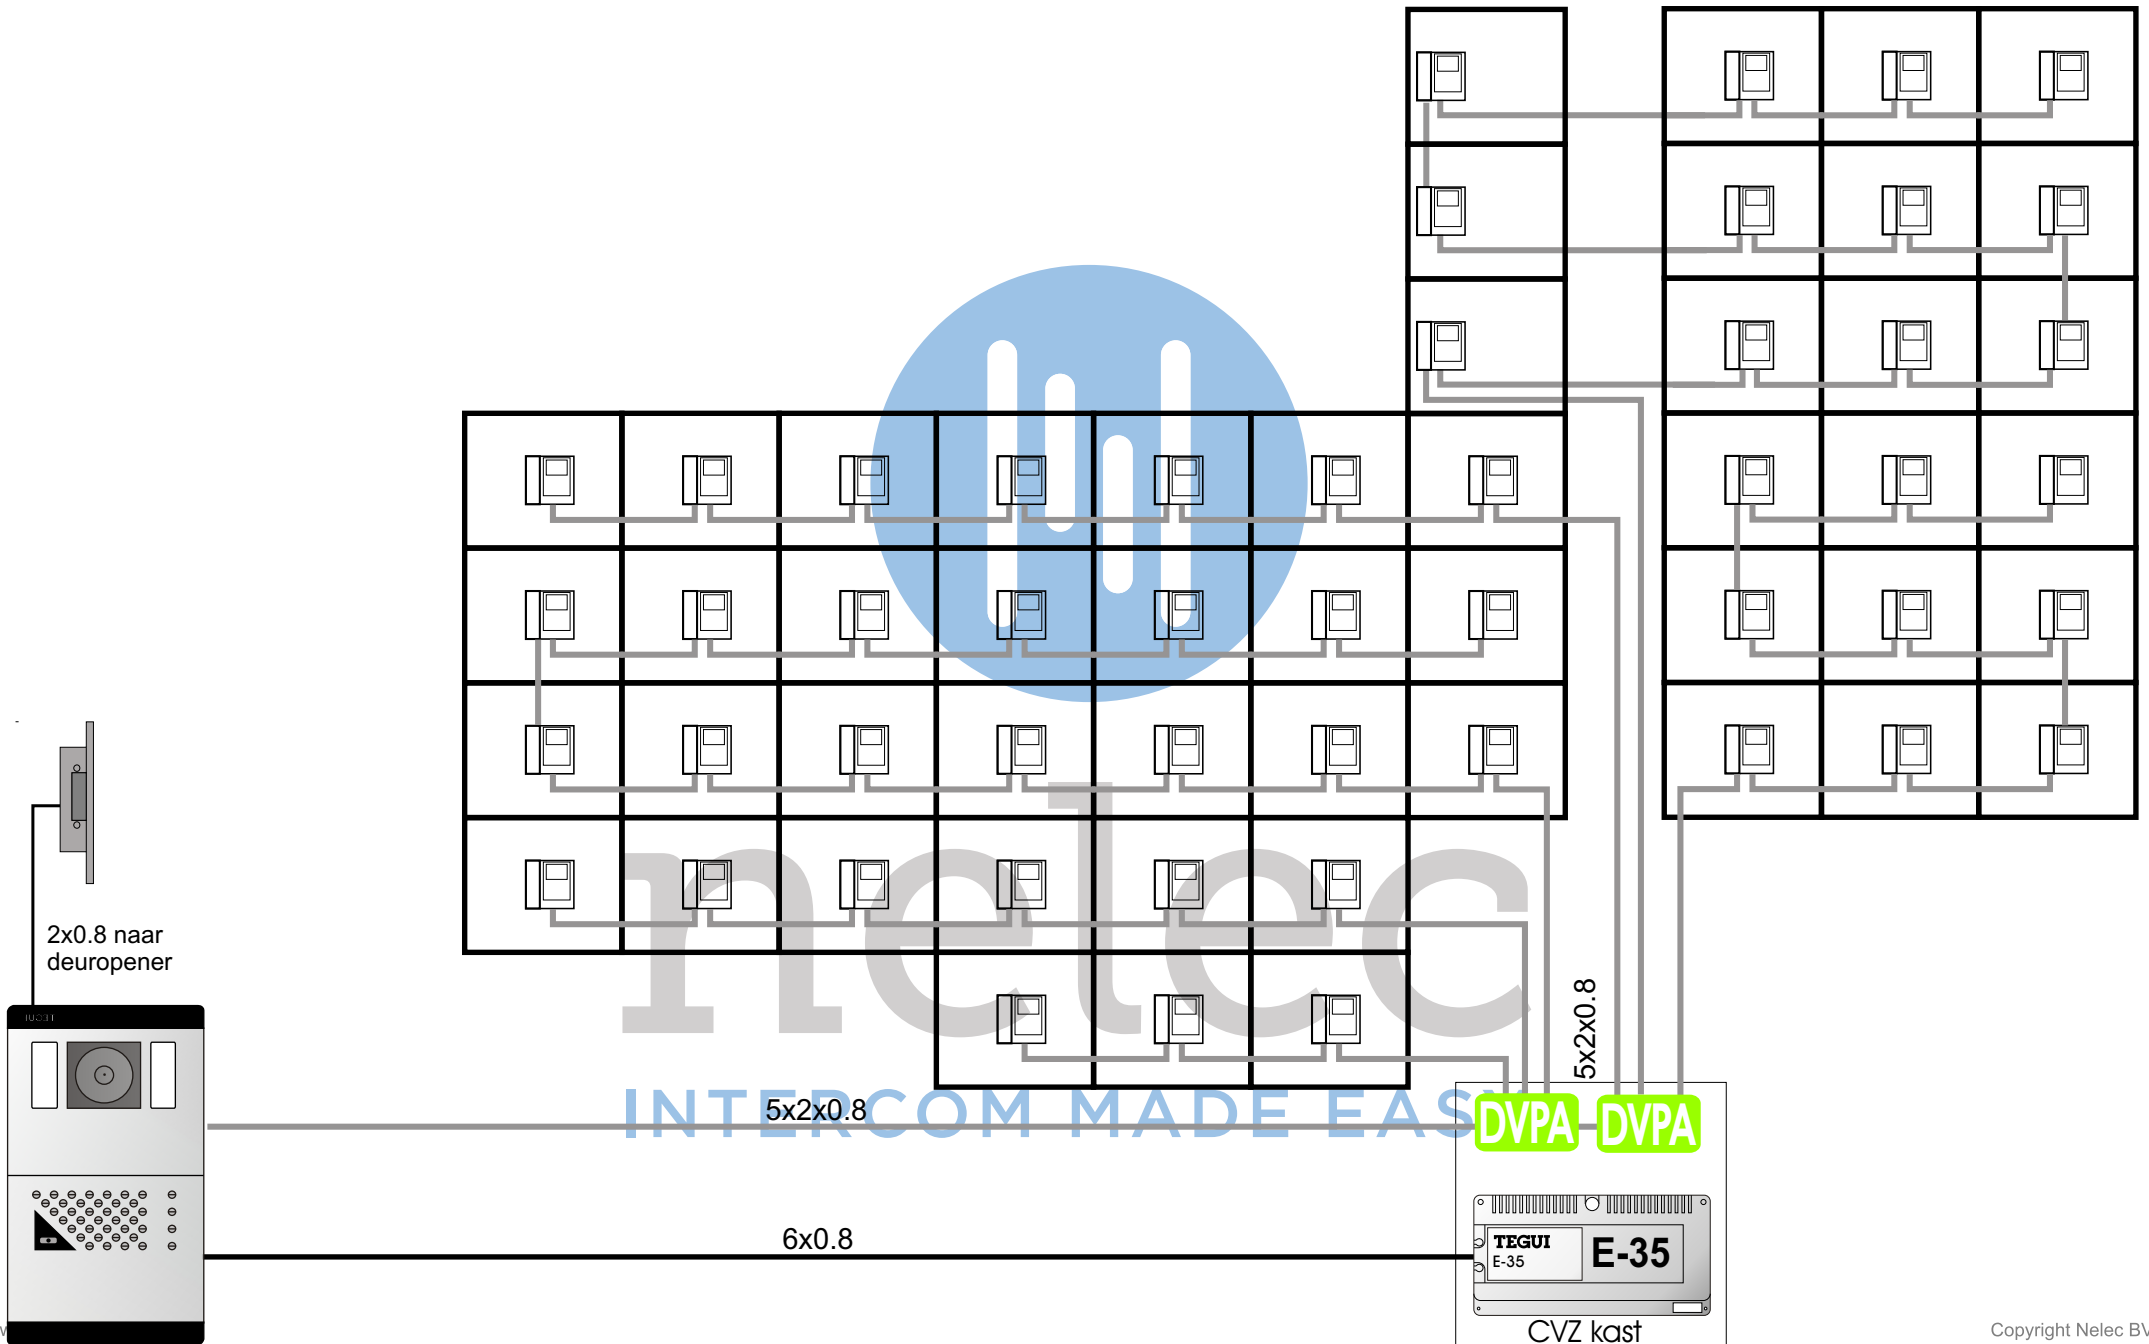 2x0.8 naar
deuropener
TEGUI
nelec
INTERCOM MADE EASY
5x2x0.8
5x2x0.8
DVPA
DVPA
6x0.8
TEGUI
E-35
E-35
CVZ kast
Copyright Nelec BV